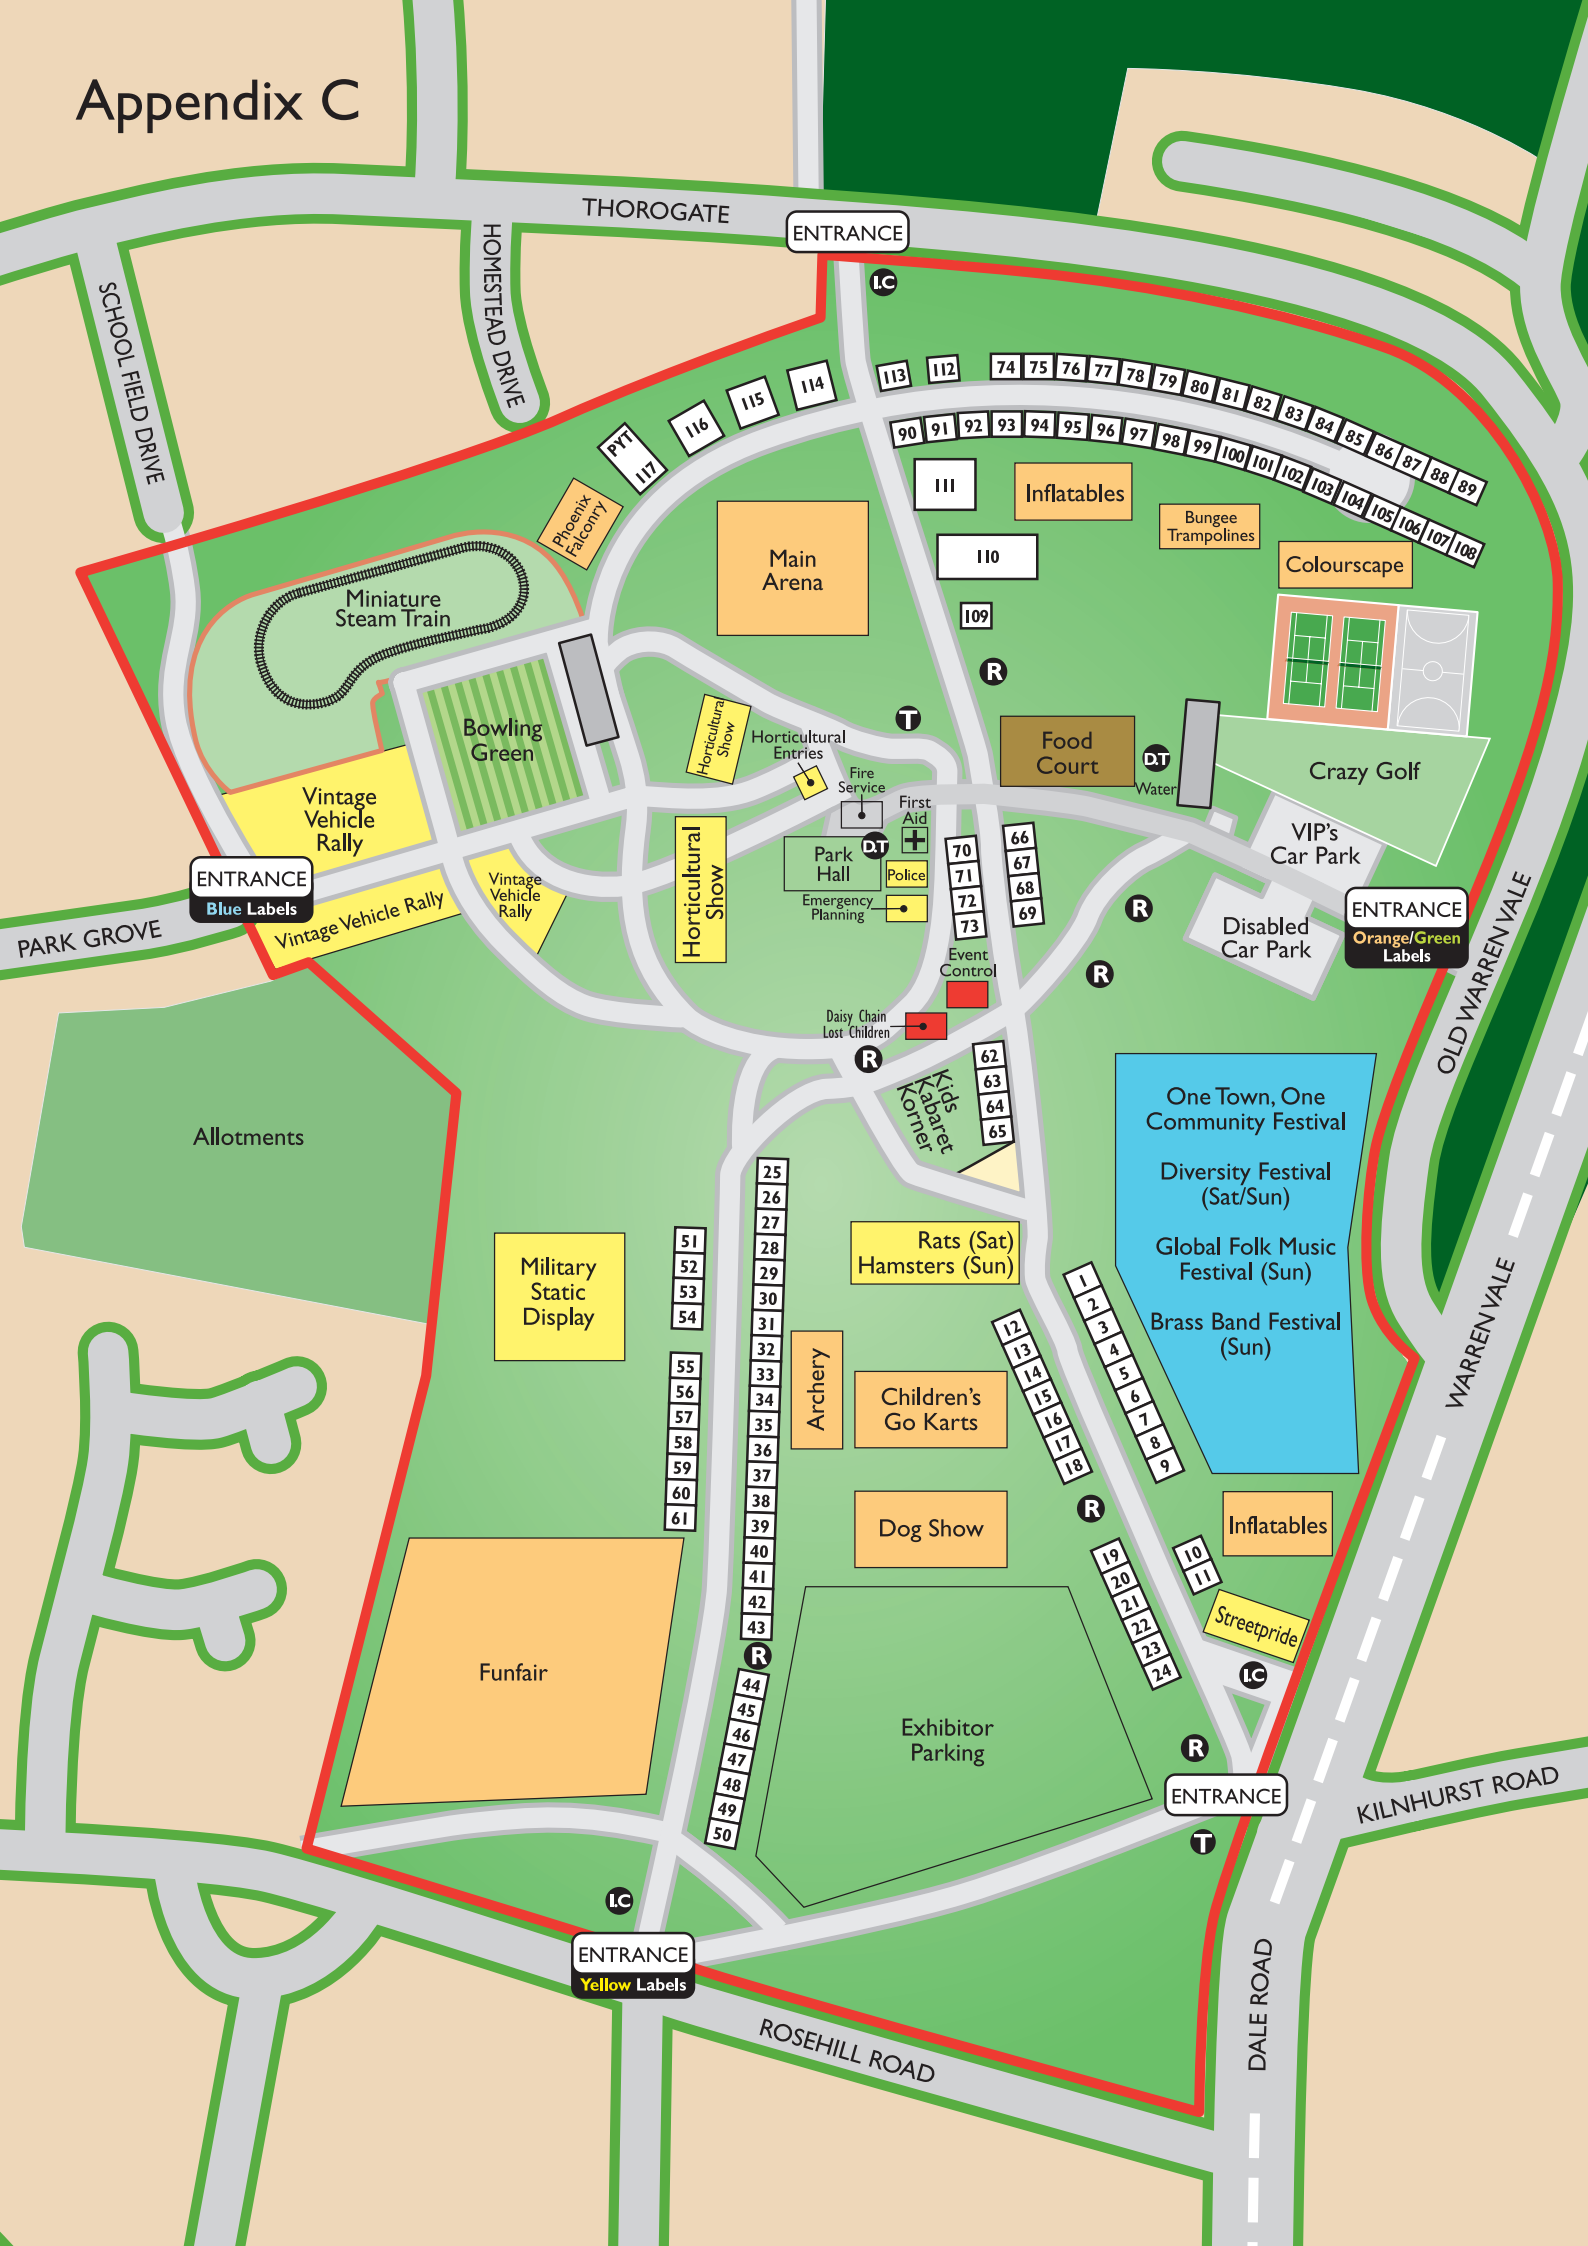 Appendix C
THOROGATE
ENTRANCE
I.C
HOMESTEAD DRIVE
SCHOOL FIELD DRIVE
113
112
74
75
76
77
78
79
80
81
82
83
84
85
86
87
88
89
114
115
116
PYT
117
90
91
92
93
94
95
96
97
98
99
100
101
102
103
104
105
106
107
108
111
Inflatables
Bungee
Trampolines
Phoenix
Falconry
Main
Arena
110
Colourscape
109
Miniature
Steam Train
R
T
Bowling
Green
Horticultural
Show
Horticultural
Entries
Food
Court
D.T
Water
Crazy Golf
Fire
Service
First
Aid
Vintage
Vehicle
Rally
VIP's
Car Park
D.T
Park
Hall
Police
Emergency
Planning
70
71
72
73
66
67
68
69
ENTRANCE
Blue Labels
Vintage
Vehicle
Rally
Vintage Vehicle Rally
Horticultural
Show
R
ENTRANCE
Orange/Green
Labels
Disabled
Car Park
PARK GROVE
Event
Control
R
OLD WARRENVALE
Daisy Chain
Lost Children
R
62
63
64
65
Kids
Kabaret
Korner
Allotments
One Town, One
Community Festival
Diversity Festival
(Sat/Sun)
Global Folk Music
Festival (Sun)
Brass Band Festival
(Sun)
25
26
27
28
29
30
31
32
33
34
35
36
37
38
39
40
41
42
43
51
52
53
54
Military
Static
Display
Rats (Sat)
Hamsters (Sun)
55
56
57
58
59
60
61
1
2
3
4
5
6
7
8
9
12
13
14
15
16
17
18
Archery
Children's
Go Karts
WARRENVALE
R
Dog Show
Inflatables
10
11
19
20
21
22
23
24
Streetpride
I.C
R
44
45
46
47
48
49
50
Funfair
Exhibitor
Parking
R
ENTRANCE
T
KILNHURST ROAD
I.C
ENTRANCE
Yellow Labels
ROSEHILL ROAD
DALE ROAD